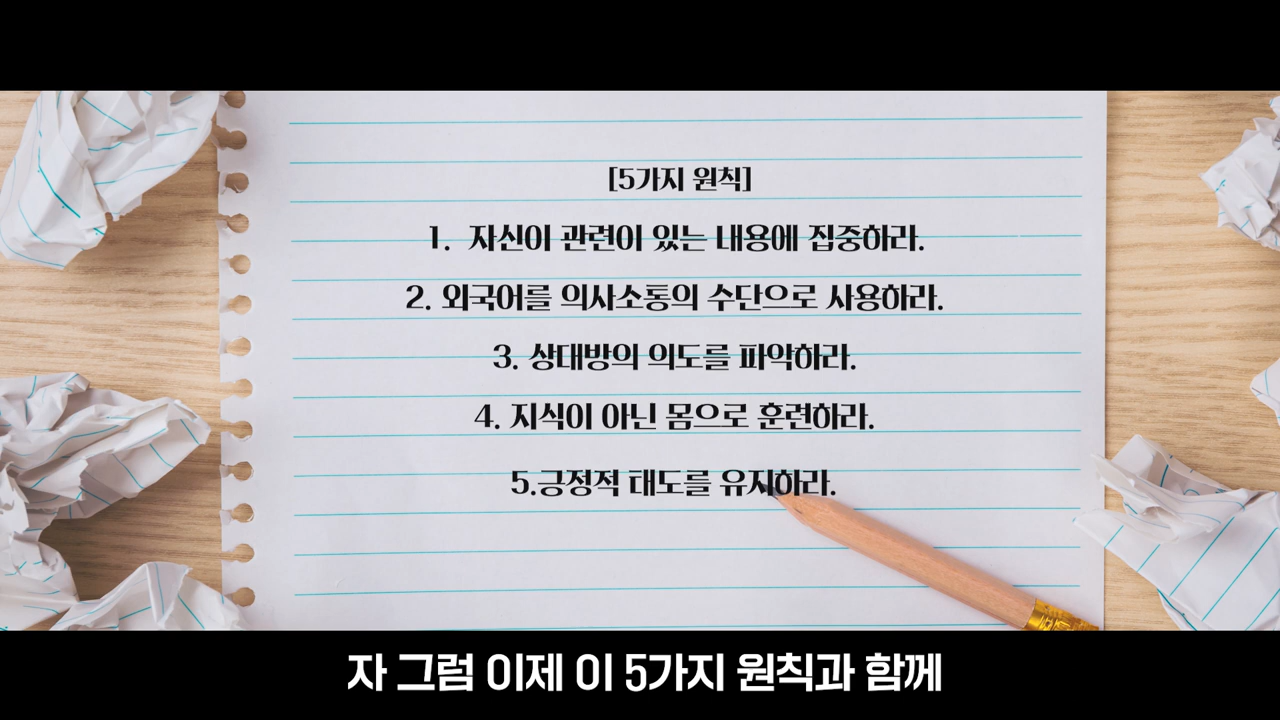 [5가지 원칙]
1. 자신이 관련이 있는 내용에 집중하라.
2. 외국어를 의사소통의 수단으로 사용하라.
3. 상대방의 의도를 파악하라.
4. 지식이 아닌 몸으로 훈련하라.
5.긍정적 태도를 유지하라.
자 그럼 이제 이 5가지 원칙과 함께